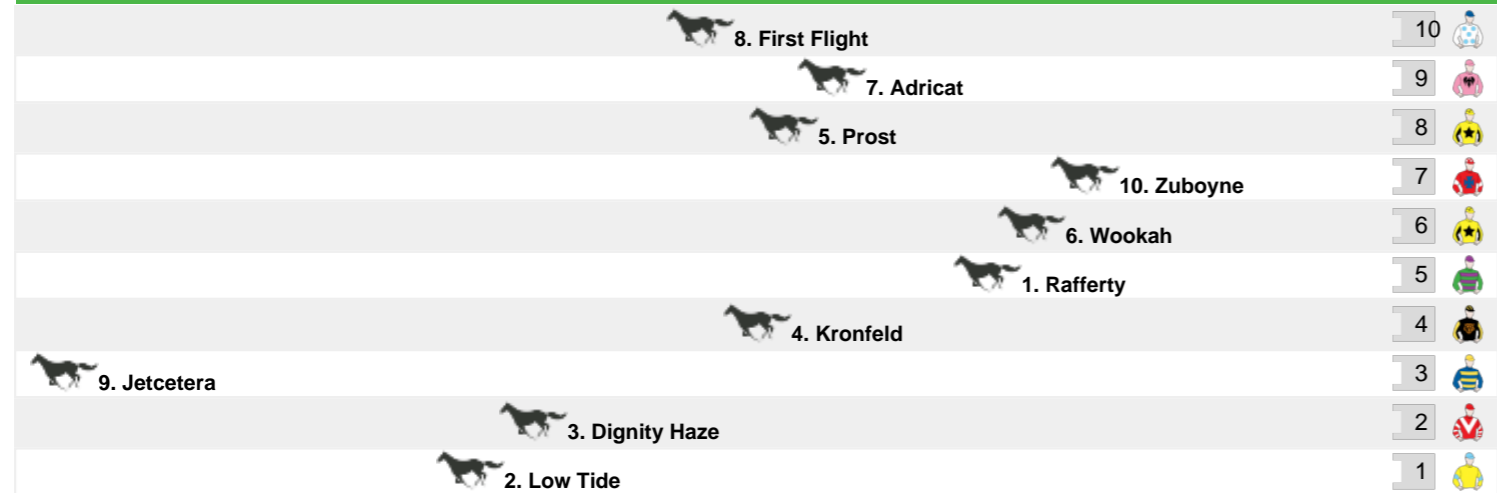 8. First Flight 10
7. Adricat 9
5. Prost 8
10. Zuboyne 7
6. Wookah 6
1. Rafferty 5
4. Kronfeld 4
9. Jetcetera 3
3. Dignity Haze 2
2. Low Tide 1